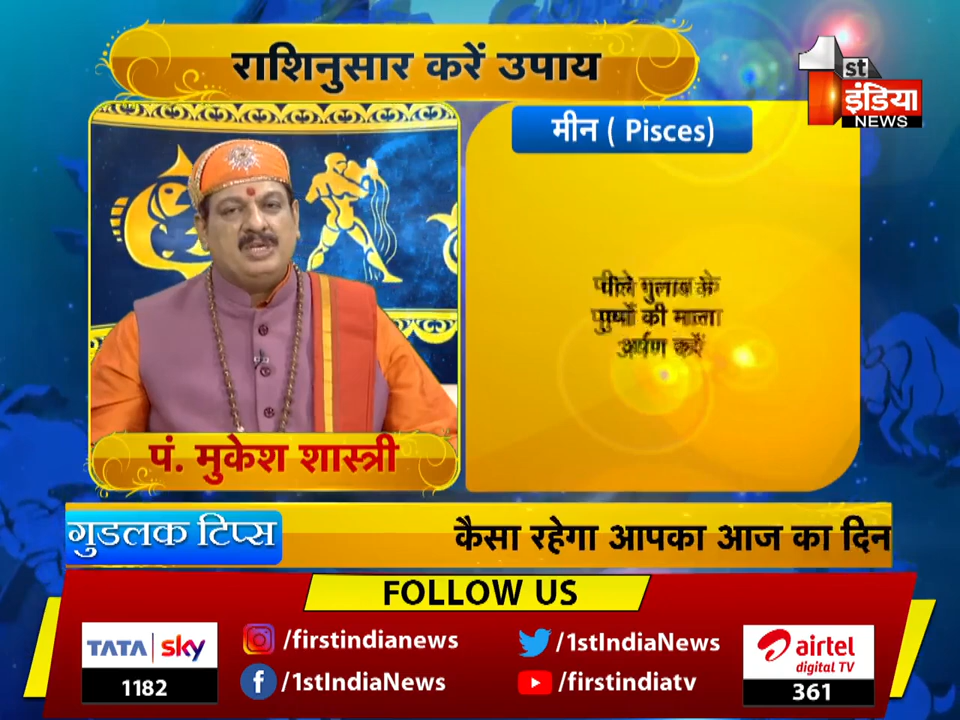 राशिनुसार करें उपाय
1st
इंडिया
NEWS
मीन ( Pisces)
पीले गुलाब के
पुष्पों की माला
अर्पण करें
पं. मुकेश शास्त्री
गुडलक टिप्स
कैसा रहेगा आपका आज का दिन
FOLLOW US
TATA sky
1182
/firstindianews
/1stIndiaNews
/1stIndiaNews
/firstindiatv
airtel
digital TV
361